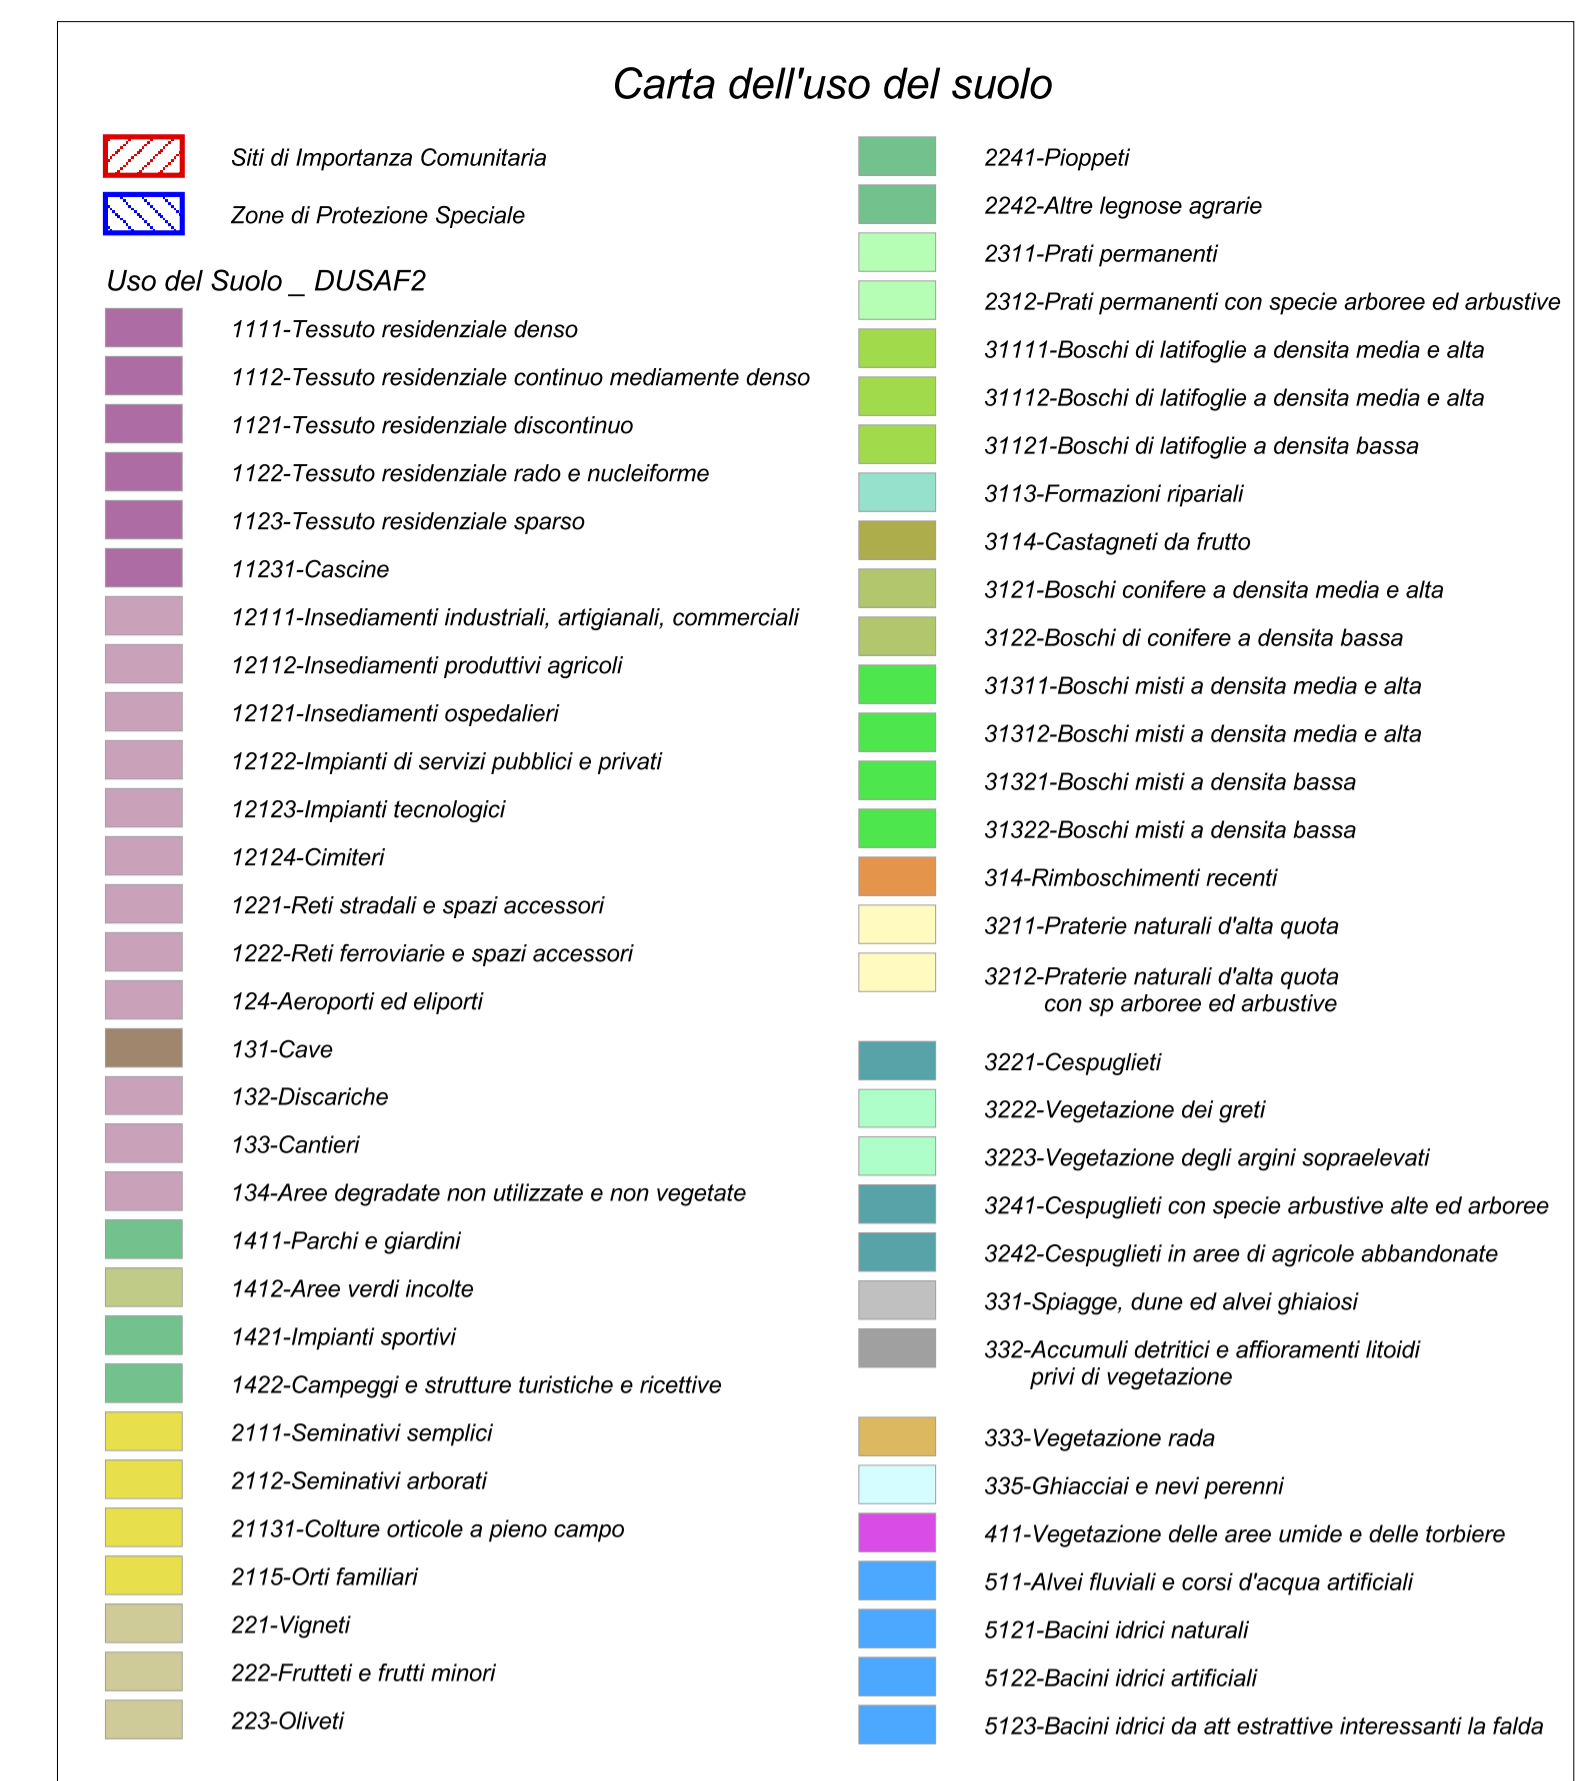 Carta dell'uso del suolo
Siti di Importanza Comunitaria
Zone di Protezione Speciale
Uso del Suolo _ DUSAF2
1111-Tessuto residenziale denso
1112-Tessuto residenziale continuo mediamente denso
1121-Tessuto residenziale discontinuo
1122-Tessuto residenziale rado e nucleiforme
1123-Tessuto residenziale sparso
11231-Cascine
12111-Insediamenti industriali, artigianali, commerciali
12112-Insediamenti produttivi agricoli
12121-Insediamenti ospedalieri
12122-Impianti di servizi pubblici e privati
12123-Impianti tecnologici
12124-Cimiteri
1221-Reti stradali e spazi accessori
1222-Reti ferroviarie e spazi accessori
124-Aeroporti ed eliporti
131-Cave
132-Discariche
133-Cantieri
134-Aree degradate non utilizzate e non vegetate
1411-Parchi e giardini
1412-Aree verdi incolte
1421-Impianti sportivi
1422-Campeggi e strutture turistiche e ricettive
2111-Seminativi semplici
2112-Seminativi arborati
21131-Colture orticole a pieno campo
2115-Orti familiari
221-Vigneti
222-Frutteti e frutti minori
223-Oliveti
2241-Pioppeti
2242-Altre legnose agrarie
2311-Prati permanenti
2312-Prati permanenti con specie arboree ed arbustive
31111-Boschi di latifoglie a densita media e alta
31112-Boschi di latifoglie a densita media e alta
31121-Boschi di latifoglie a densita bassa
3113-Formazioni ripariali
3114-Castagneti da frutto
3121-Boschi conifere a densita media e alta
3122-Boschi di conifere a densita bassa
31311-Boschi misti a densita media e alta
31312-Boschi misti a densita media e alta
31321-Boschi misti a densita bassa
31322-Boschi misti a densita bassa
314-Rimboschimenti recenti
3211-Praterie naturali d'alta quota
3212-Praterie naturali d'alta quota
con sp arboree ed arbustive
3221-Cespuglieti
3222-Vegetazione dei greti
3223-Vegetazione degli argini sopraelevati
3241-Cespuglieti con specie arbustive alte ed arboree
3242-Cespuglieti in aree di agricole abbandonate
331-Spiagge, dune ed alvei ghiaiosi
332-Accumuli detritici e affioramenti litoidi
privi di vegetazione
333-Vegetazione rada
335-Ghiacciai e nevi perenni
411-Vegetazione delle aree umide e delle torbiere
511-Alvei fluviali e corsi d'acqua artificiali
5121-Bacini idrici naturali
5122-Bacini idrici artificiali
5123-Bacini idrici da att estrattive interessanti la falda